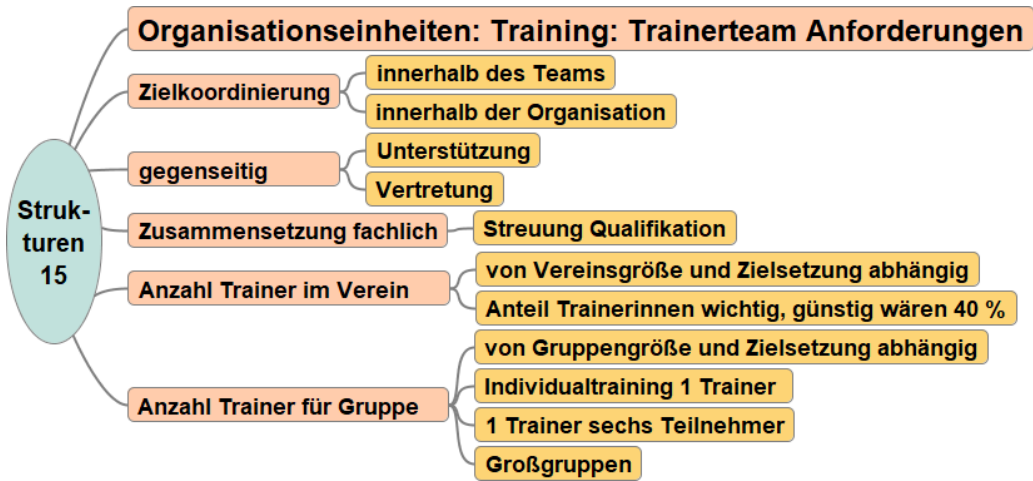 Organisationseinheiten: Training: Trainerteam Anforderungen
Struk-
turen
15
Zielkoordinierung
innerhalb des Teams
innerhalb der Organisation
gegenseitig
Unterstützung
Vertretung
Zusammensetzung fachlich
Streuung Qualifikation
Anzahl Trainer im Verein
von Vereinsgröße und Zielsetzung abhängig
Anteil Trainerinnen wichtig, günstig wären 40 %
Anzahl Trainer für Gruppe
von Gruppengröße und Zielsetzung abhängig
Individualtraining 1 Trainer
1 Trainer sechs Teilnehmer
Großgruppen